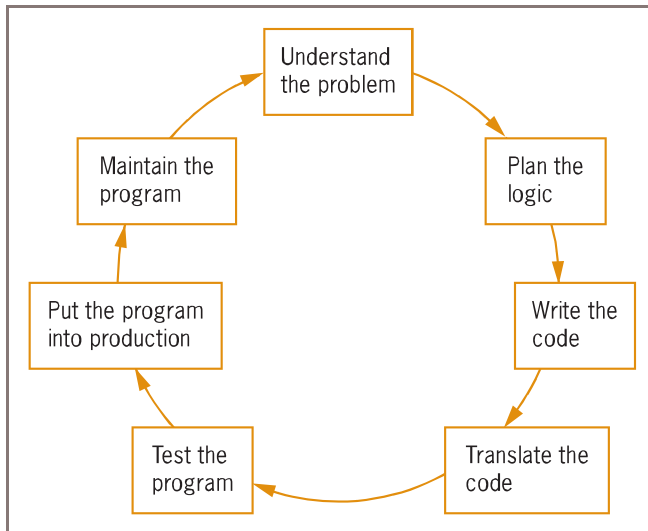 Understand
the problem
Plan the
logic
Write the
code
Translate the
code
Test the
program
Put the program
into production
Maintain the
program